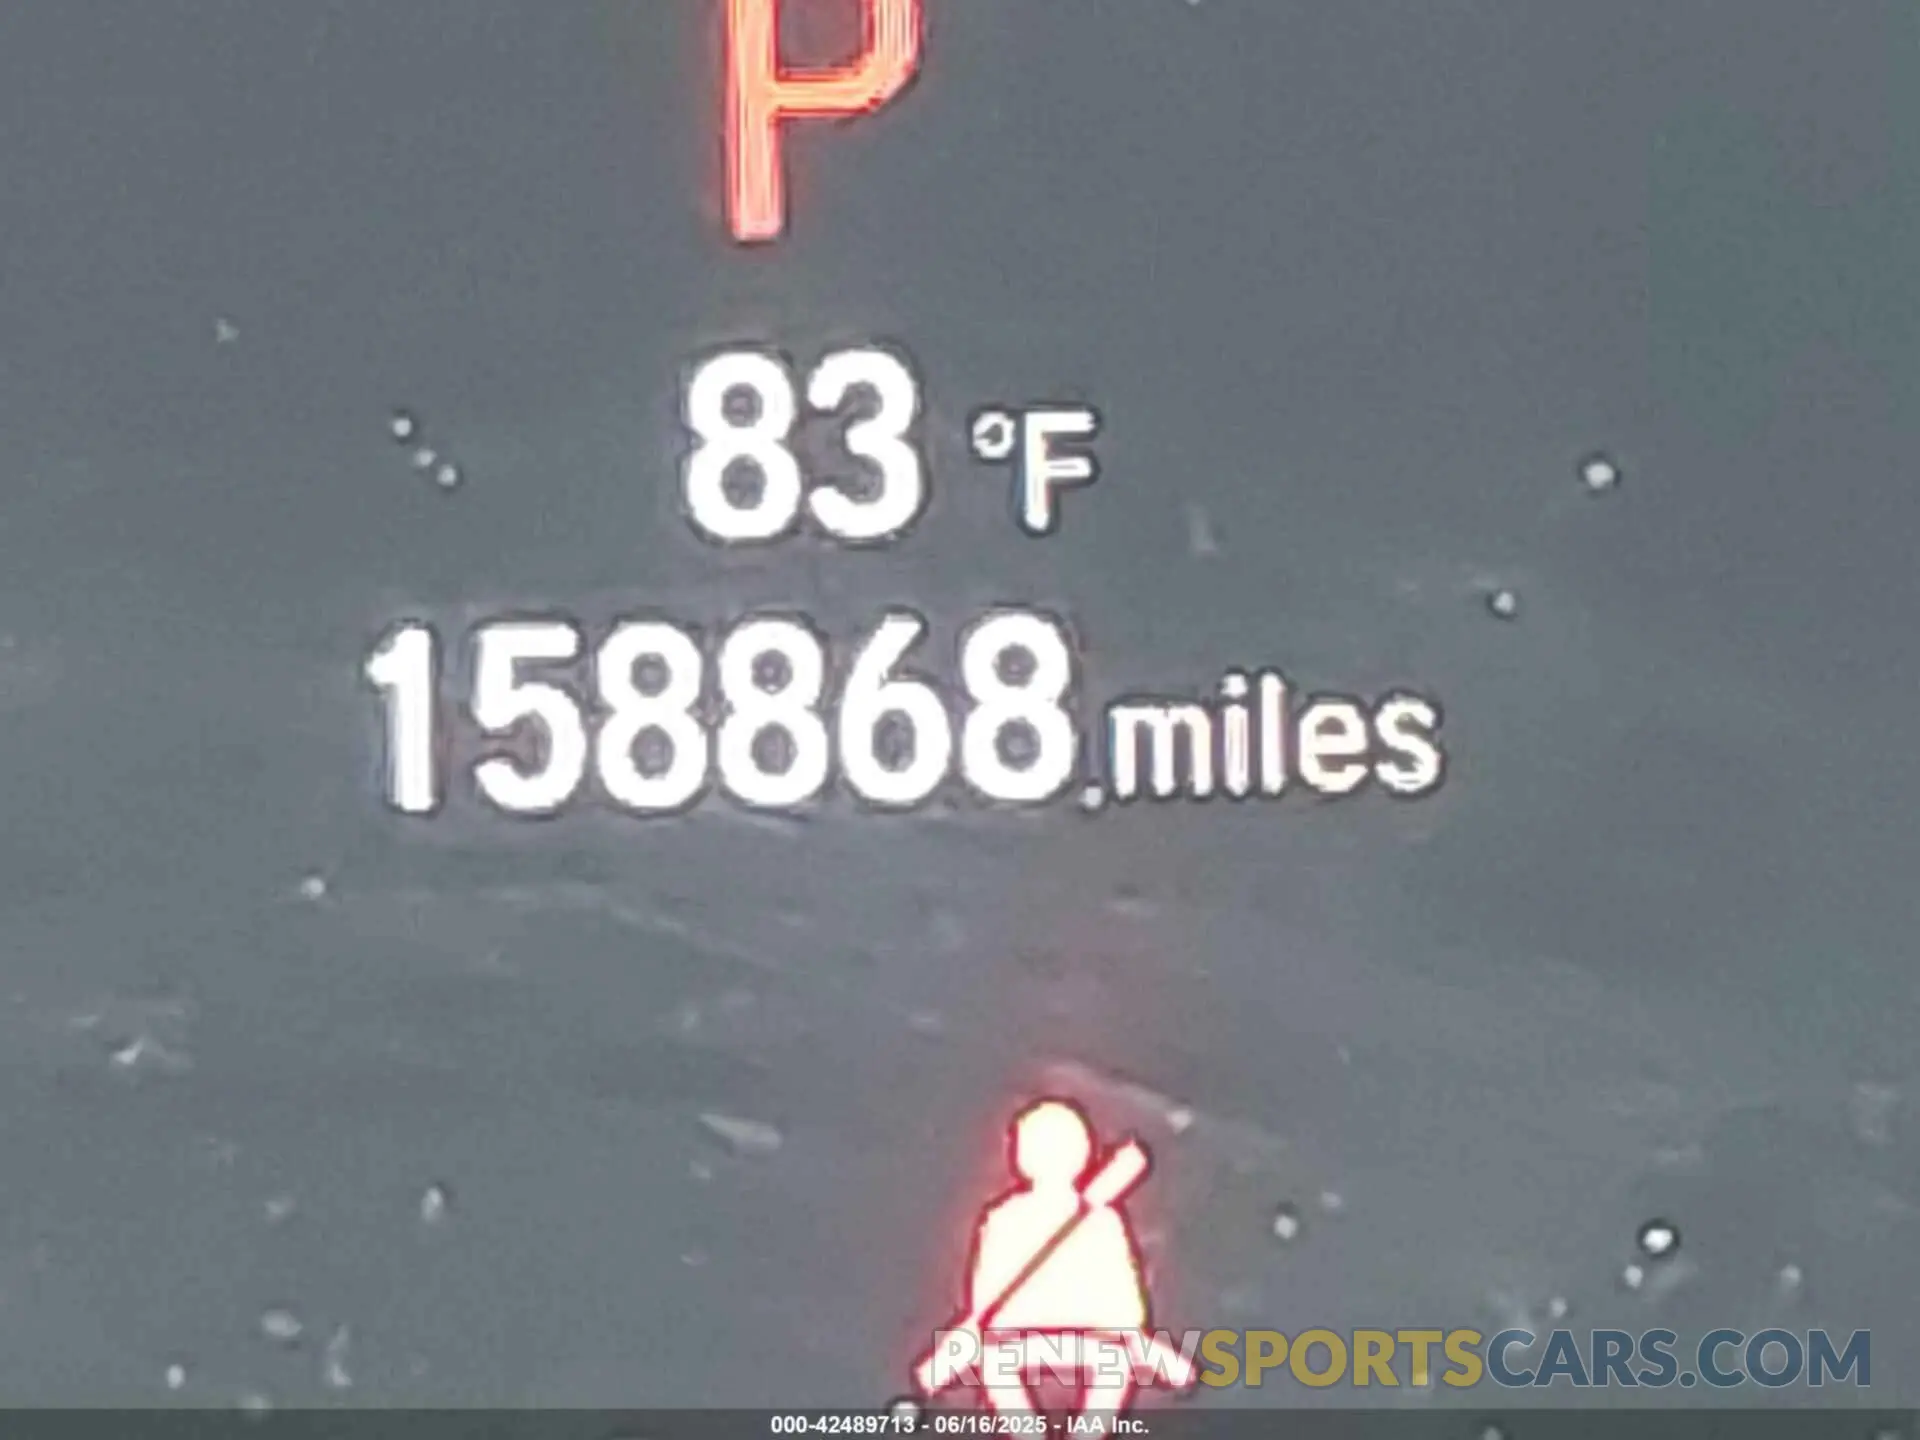 P
83 °F
158868 miles
RENEWSPORTSCARS.COM
000-42489713 - 06/16/2025 - IAA Inc.